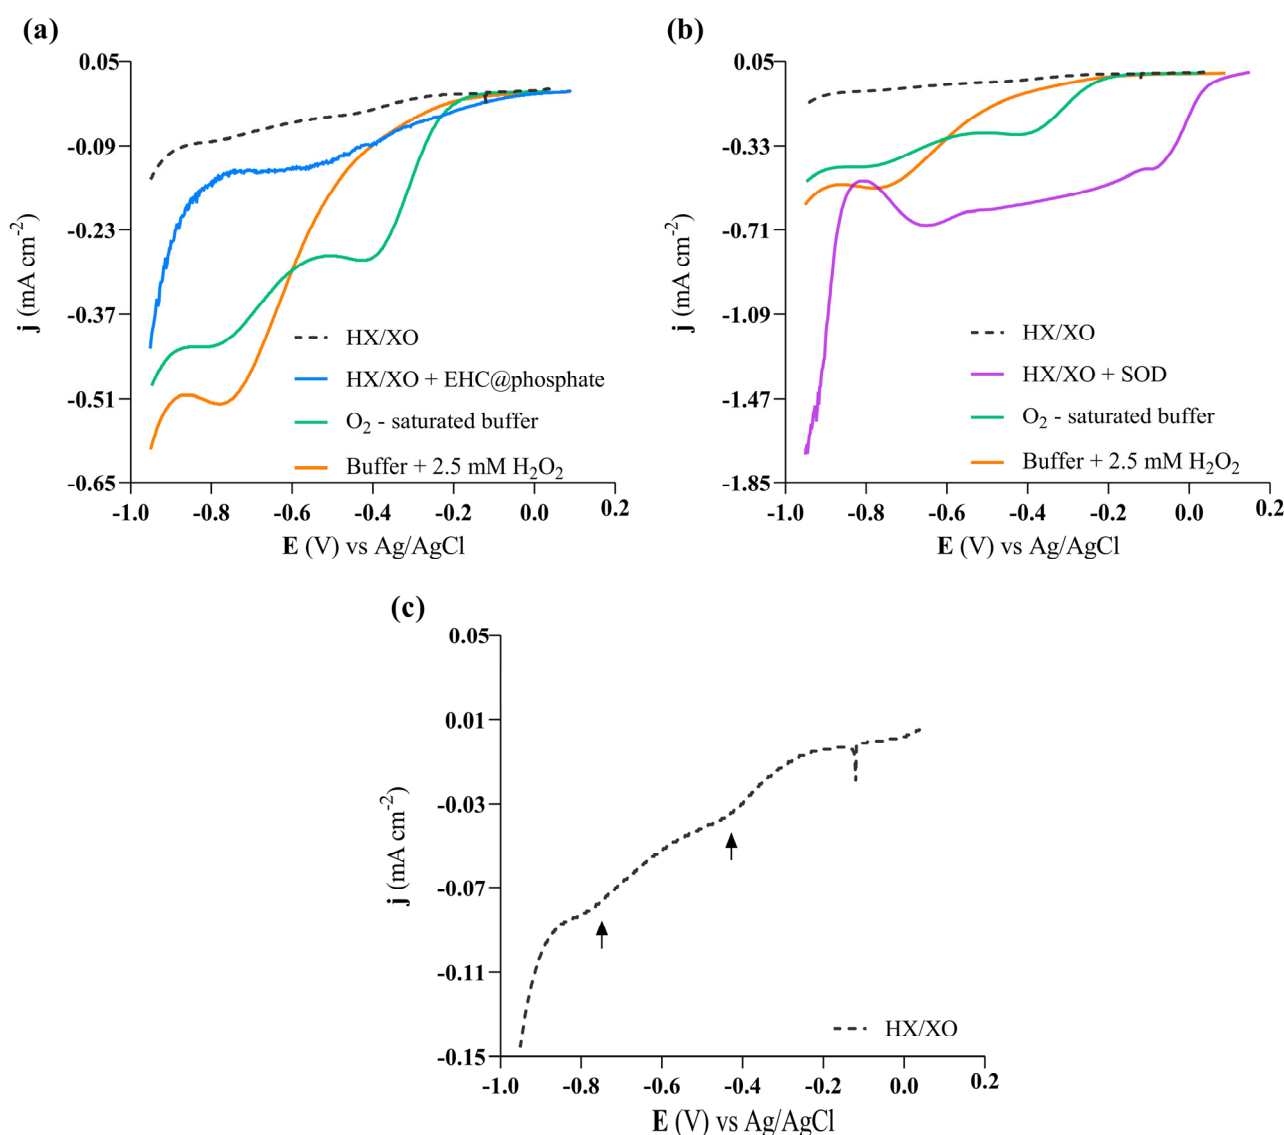 (a)
0.05
-0.09
-0.23
-0.37
-0.51
-0.65
j (mA cm-2)
HX/XO
HX/XO + EHC@phosphate
O2 - saturated buffer
Buffer + 2.5 mM H2O2
-1.0 -0.8 -0.6 -0.4 -0.2 0.0 0.2
E (V) vs Ag/AgCl
(b)
0.05
-0.33
-0.71
-1.09
-1.47
-1.85
j (mA cm-2)
HX/XO
HX/XO + SOD
O2 - saturated buffer
Buffer + 2.5 mM H2O2
-1.0 -0.8 -0.6 -0.4 -0.2 0.0 0.2
E (V) vs Ag/AgCl
(c)
0.05
0.01
-0.03
-0.07
-0.11
-0.15
j (mA cm-2)
HX/XO
-1.0 -0.8 -0.6 -0.4 -0.2 0.0 0.2
E (V) vs Ag/AgCl